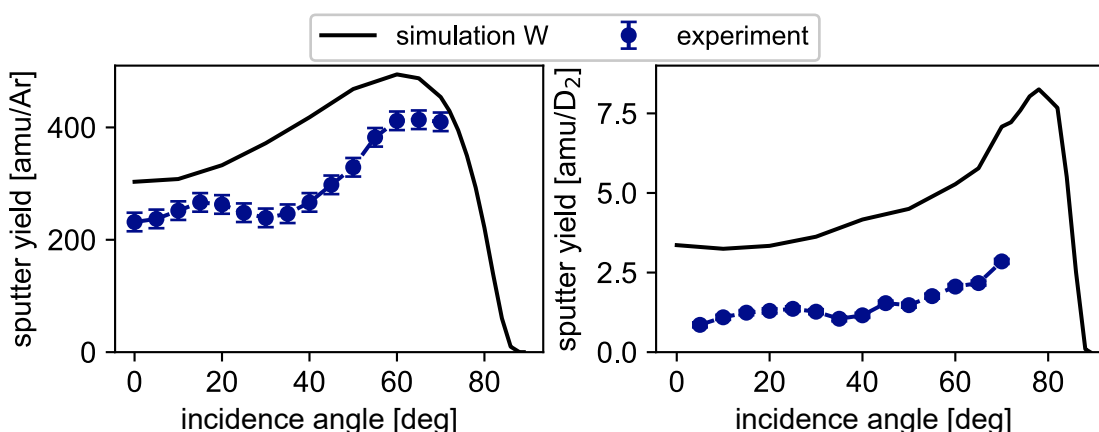 simulation W
experiment
sputter yield [amu/Ar]
400
200
0
0
20
40
60
80
incidence angle [deg]
sputter yield [amu/D₂]
7.5
5.0
2.5
0.0
0
20
40
60
80
incidence angle [deg]